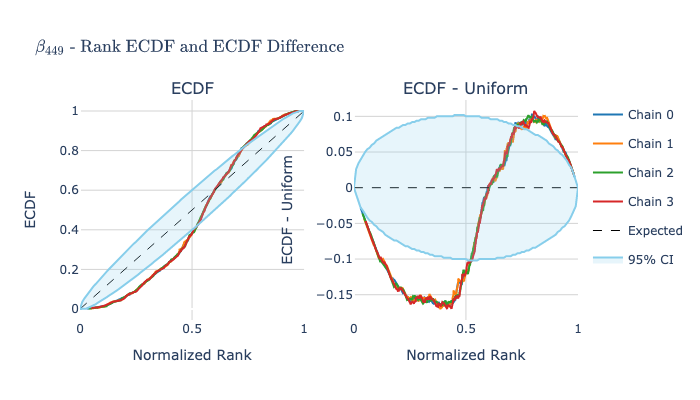 β449 - Rank ECDF and ECDF Difference
ECDF
ECDF - Uniform
1
0.8
0.6
0.4
0.2
0
ECDF
0
0.5
1
Normalized Rank
0.1
0.05
0
−0.05
−0.1
−0.15
ECDF - Uniform
0
0.5
1
Normalized Rank
Chain 0
Chain 1
Chain 2
Chain 3
Expected
95% CI